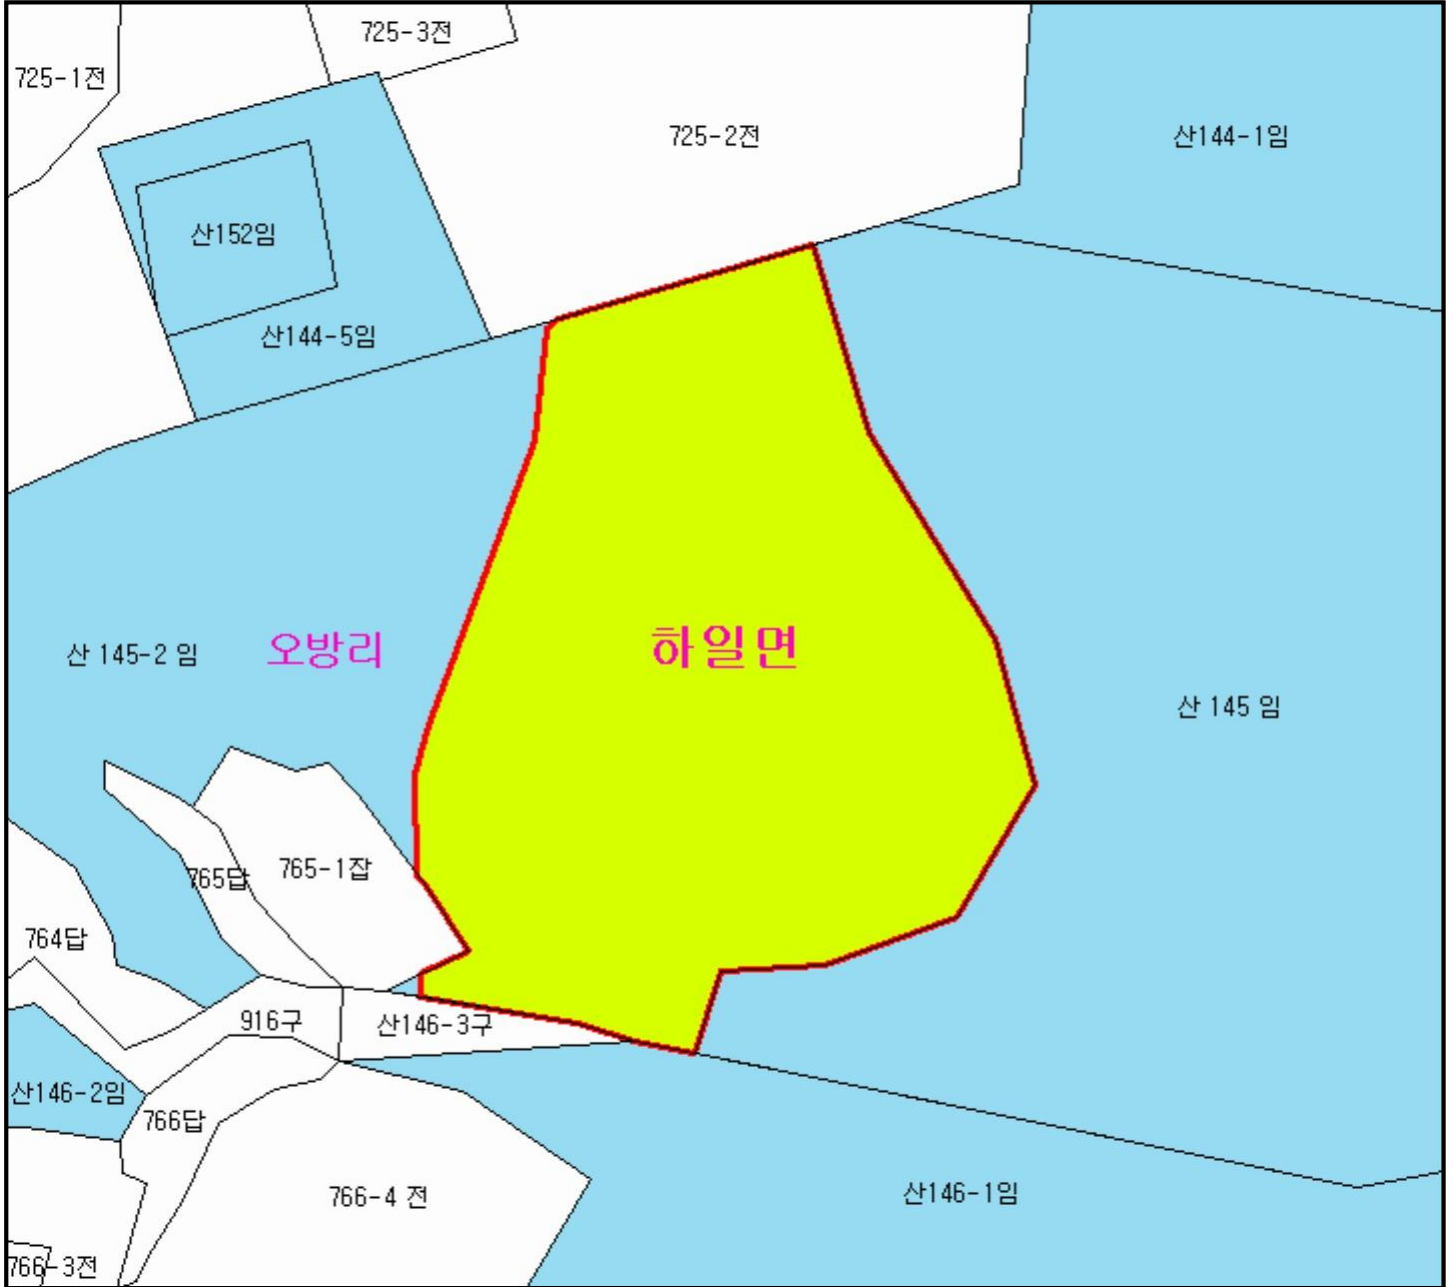 725-3전
725-1전
725-2전
산144-1임
산152임
산144-5임
산 145-2 임
오방리
하일면
산 145 임
765답
765-1잡
764답
916구
산146-3구
산146-2임
766답
766-4 전
산146-1임
766-3전